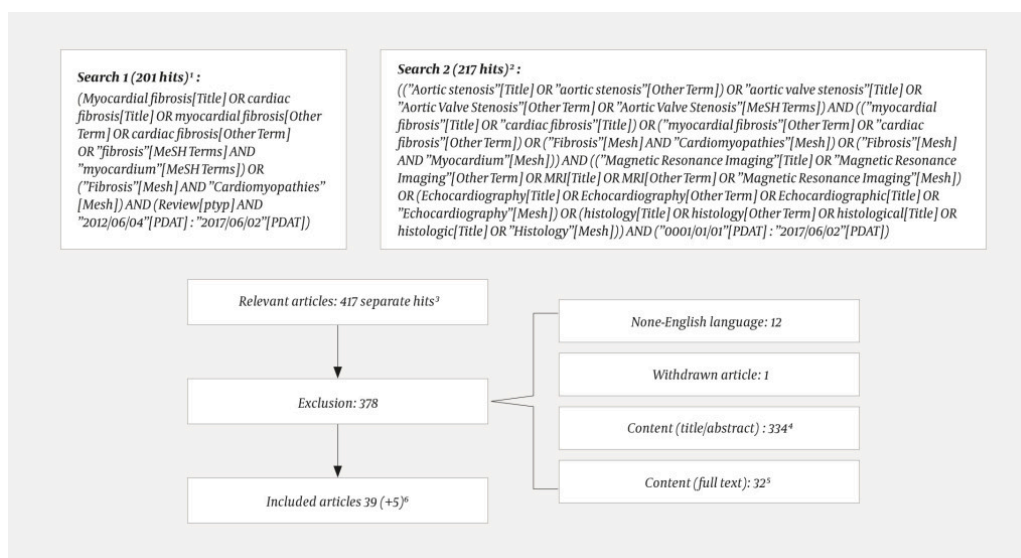 Search 1 (201 hits)¹ :
(Myocardial fibrosis[Title] OR cardiac
fibrosis[Title] OR myocardial fibrosis[Other
Term] OR cardiac fibrosis[Other Term]
OR "fibrosis"[MeSH Terms] AND
"myocardium"[MeSH Terms]) OR
("Fibrosis"[Mesh] AND "Cardiomyopathies"
[Mesh]) AND (Review[ptyp] AND
"2012/06/04"[PDAT] : "2017/06/02"[PDAT])
Search 2 (217 hits)² :
(("Aortic stenosis"[Title] OR "aortic stenosis"[Other Term]) OR "aortic valve stenosis"[Title] OR
"Aortic Valve Stenosis"[Other Term] OR "Aortic Valve Stenosis"[MeSH Terms]) AND (("myocardial
fibrosis"[Title] OR "cardiac fibrosis"[Title]) OR ("myocardial fibrosis"[Other Term] OR "cardiac
fibrosis"[Other Term]) OR ("Fibrosis"[Mesh] AND "Cardiomyopathies"[Mesh]) OR ("Fibrosis"[Mesh]
AND "Myocardium"[Mesh])) AND (("Magnetic Resonance Imaging"[Title] OR "Magnetic Resonance
Imaging"[Other Term] OR MRI[Title] OR MRI[Other Term] OR "Magnetic Resonance Imaging"[Mesh])
OR (Echocardiography[Title] OR Echocardiography[Other Term] OR Echocardiographic[Title] OR
"Echocardiography"[Mesh]) OR (histology[Title] OR histology[Other Term] OR histological[Title] OR
histologic[Title] OR "Histology"[Mesh])) AND ("0001/01/01"[PDAT] : "2017/06/02"[PDAT])
Relevant articles: 417 separate hits³
Exclusion: 378
Included articles 39 (+5)⁶
None-English language: 12
Withdrawn article: 1
Content (title/abstract) : 334⁴
Content (full text): 32⁵